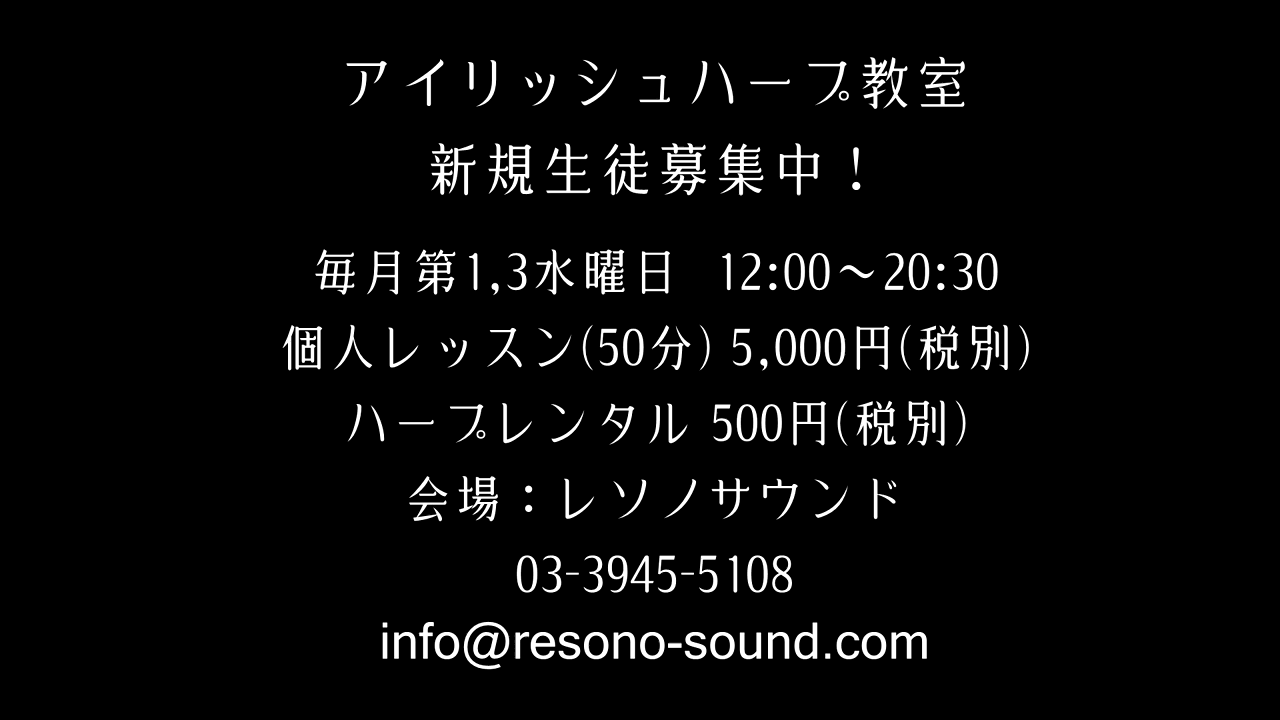 アイリッシュハープ教室
新規生徒募集中！
毎月第1,3水曜日 12:00～20:30
個人レッスン(50分) 5,000円(税別)
ハープレンタル 500円(税別)
会場：レソノサウンド
03-3945-5108
info@resono-sound.com